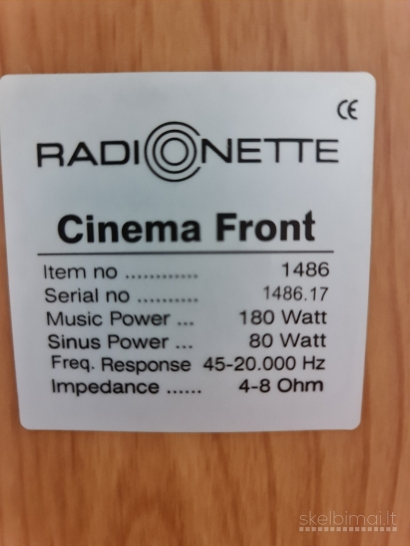 CE
RADIONETTE
Cinema Front
Item no ............ 1486
Serial no .......... 1486.17
Music Power ... 180 Watt
Sinus Power ... 80 Watt
Freq. Response 45-20.000 Hz
Impedance ...... 4-8 Ohm
skelbimai.lt